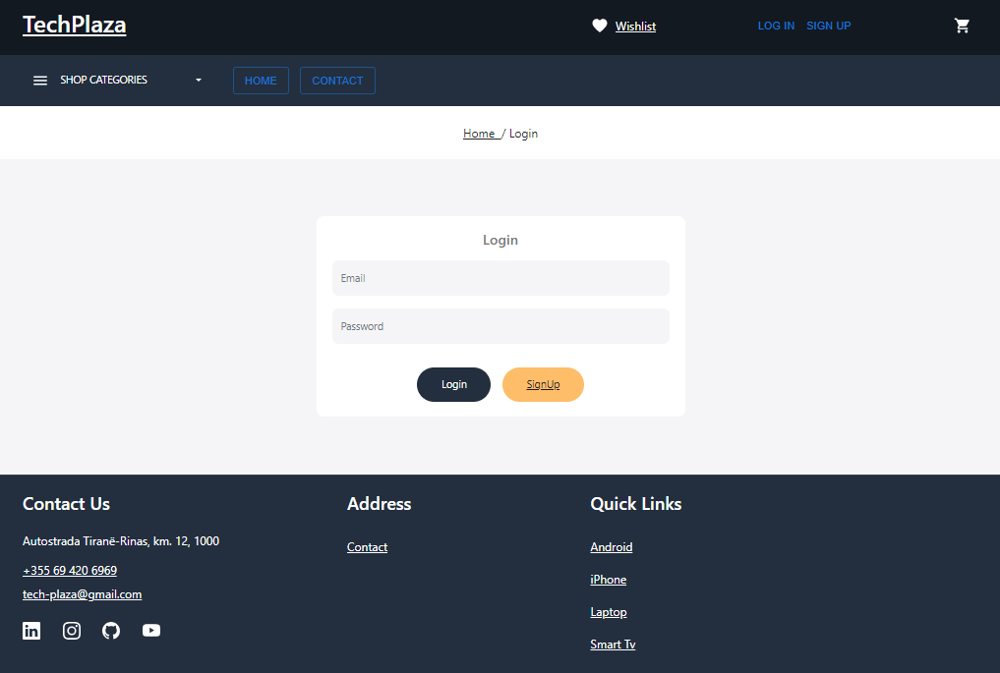 TechPlaza
Wishlist
LOG IN SIGN UP
SHOP CATEGORIES
HOME
CONTACT
Home / Login
Login
Email
Password
Login
SignUp
Contact Us
Autostrada Tiranë-Rinas, km. 12, 1000
+355 69 420 6969
tech-plaza@gmail.com
Address
Contact
Quick Links
Android
iPhone
Laptop
Smart Tv